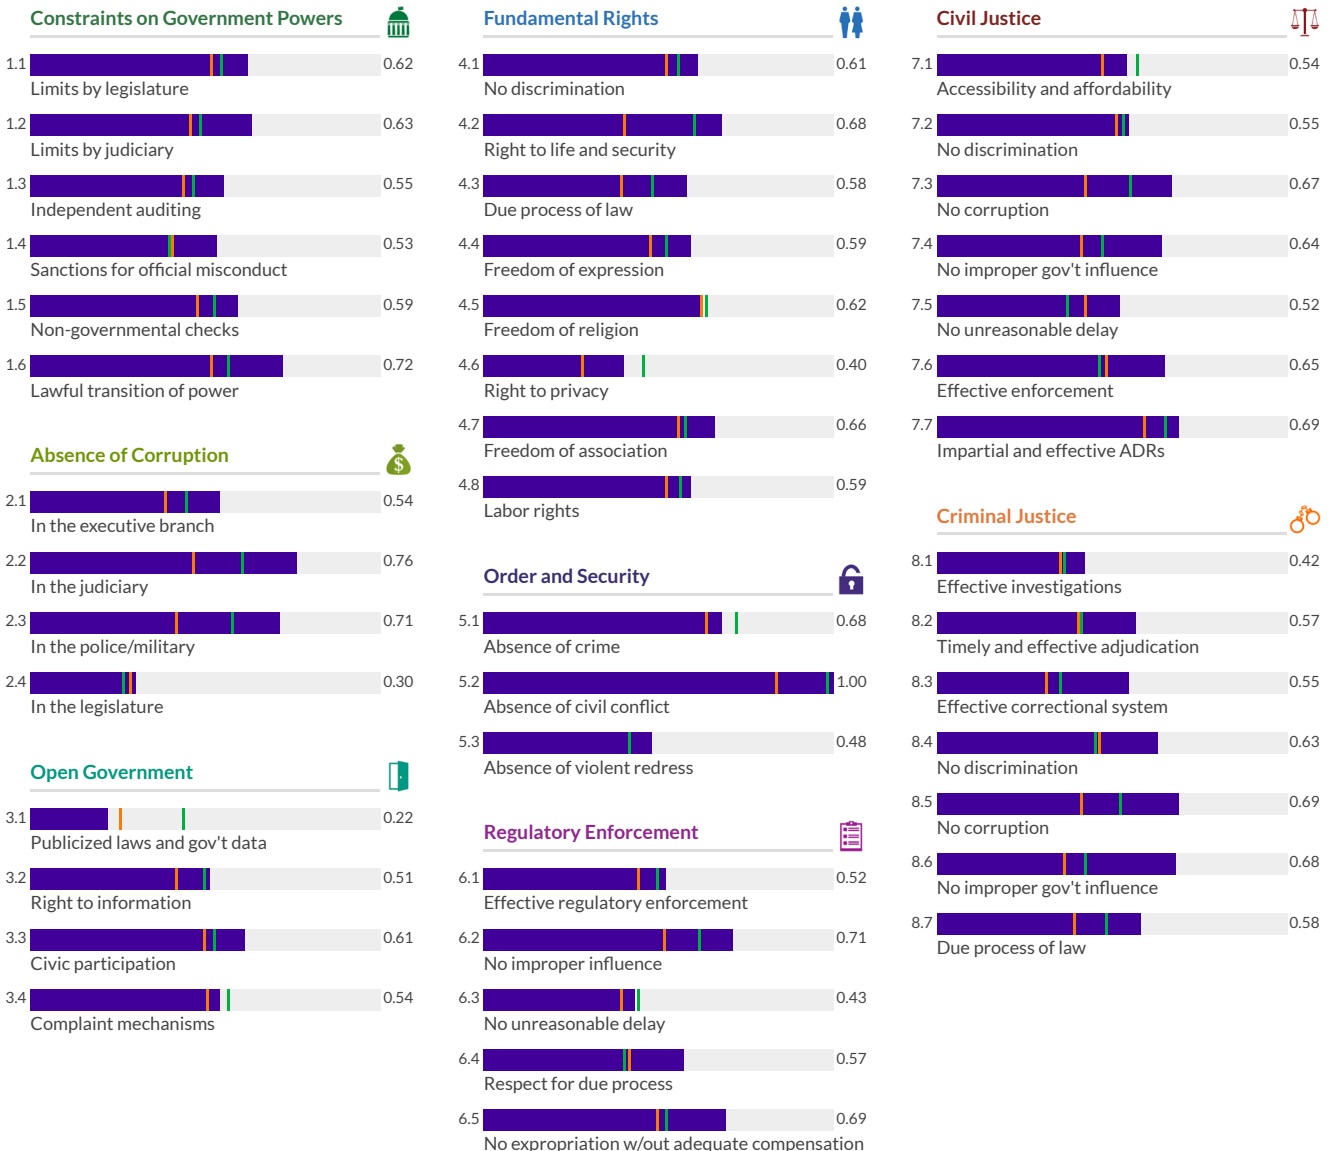 Constraints on Government Powers
1.1 0.62
Limits by legislature
1.2 0.63
Limits by judiciary
1.3 0.55
Independent auditing
1.4 0.53
Sanctions for official misconduct
1.5 0.59
Non-governmental checks
1.6 0.72
Lawful transition of power
Absence of Corruption
$
2.1 0.54
In the executive branch
2.2 0.76
In the judiciary
2.3 0.71
In the police/military
2.4 0.30
In the legislature
Open Government
3.1 0.22
Publicized laws and gov't data
3.2 0.51
Right to information
3.3 0.61
Civic participation
3.4 0.54
Complaint mechanisms
Fundamental Rights
4.1 0.61
No discrimination
4.2 0.68
Right to life and security
4.3 0.58
Due process of law
4.4 0.59
Freedom of expression
4.5 0.62
Freedom of religion
4.6 0.40
Right to privacy
4.7 0.66
Freedom of association
4.8 0.59
Labor rights
Order and Security
5.1 0.68
Absence of crime
5.2 1.00
Absence of civil conflict
5.3 0.48
Absence of violent redress
Regulatory Enforcement
6.1 0.52
Effective regulatory enforcement
6.2 0.71
No improper influence
6.3 0.43
No unreasonable delay
6.4 0.57
Respect for due process
6.5 0.69
No expropriation w/out adequate compensation
Civil Justice
7.1 0.54
Accessibility and affordability
7.2 0.55
No discrimination
7.3 0.67
No corruption
7.4 0.64
No improper gov't influence
7.5 0.52
No unreasonable delay
7.6 0.65
Effective enforcement
7.7 0.69
Impartial and effective ADRs
Criminal Justice
8.1 0.42
Effective investigations
8.2 0.57
Timely and effective adjudication
8.3 0.55
Effective correctional system
8.4 0.63
No discrimination
8.5 0.69
No corruption
8.6 0.68
No improper gov't influence
8.7 0.58
Due process of law